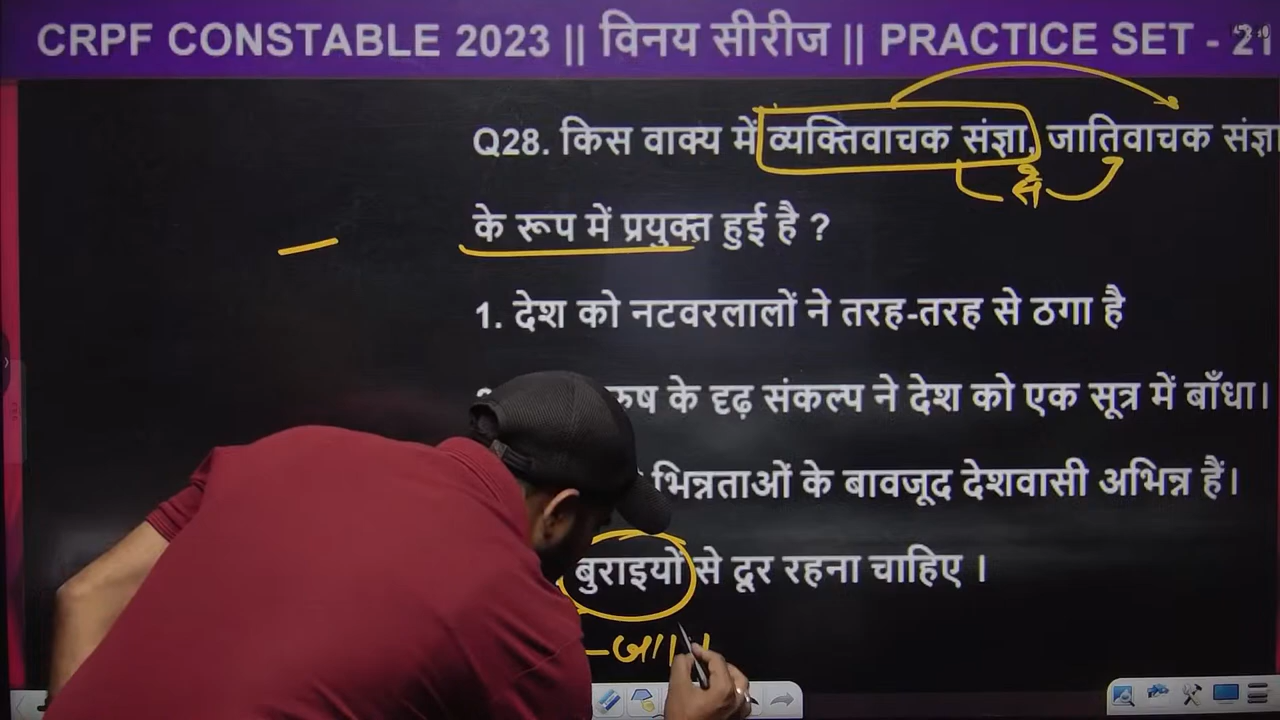 CRPF CONSTABLE 2023 || विनय सीरीज || PRACTICE SET - 21
Q28. किस वाक्य में व्यक्तिवाचक संज्ञा, जातिवाचक संज्ञा
से
के रूप में प्रयुक्त हुई है ?
1. देश को नटवरलालों ने तरह-तरह से ठगा है
के दृढ़ संकल्प ने देश को एक सूत्र में बाँधा।
भिन्नताओं के बावजूद देशवासी अभिन्न हैं।
बुराइयों से दूर रहना चाहिए ।